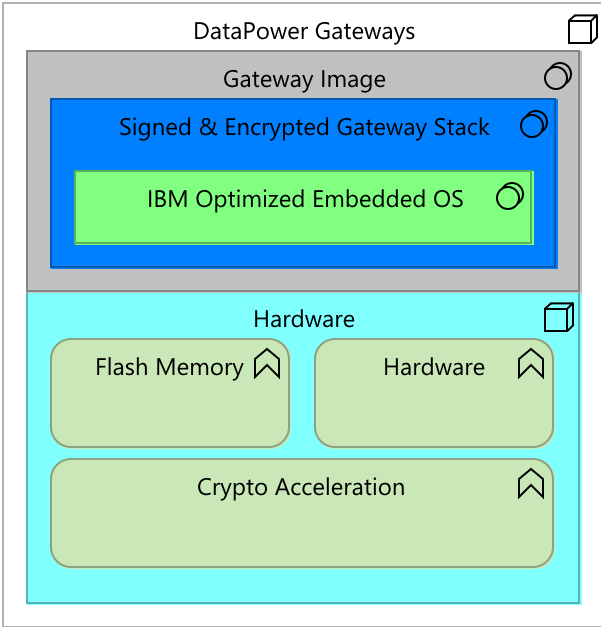 DataPower Gateways
Gateway Image
Signed & Encrypted Gateway Stack
IBM Optimized Embedded OS
Hardware
Flash Memory
Hardware
Crypto Acceleration